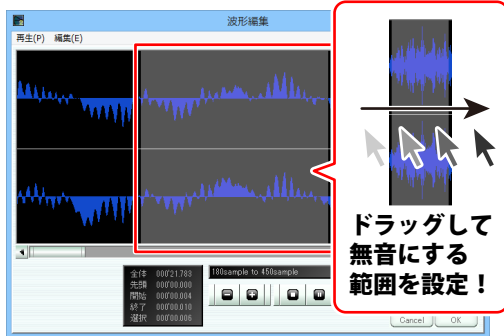 波形編集
再生(P) 編集(E)
ドラッグして
無音にする
範囲を設定！
全体 000'21.783
先頭 000'00.000
開始 000'00.004
終了 000'00.010
選択 000'00.006
180sample to 450sample
Cancel OK